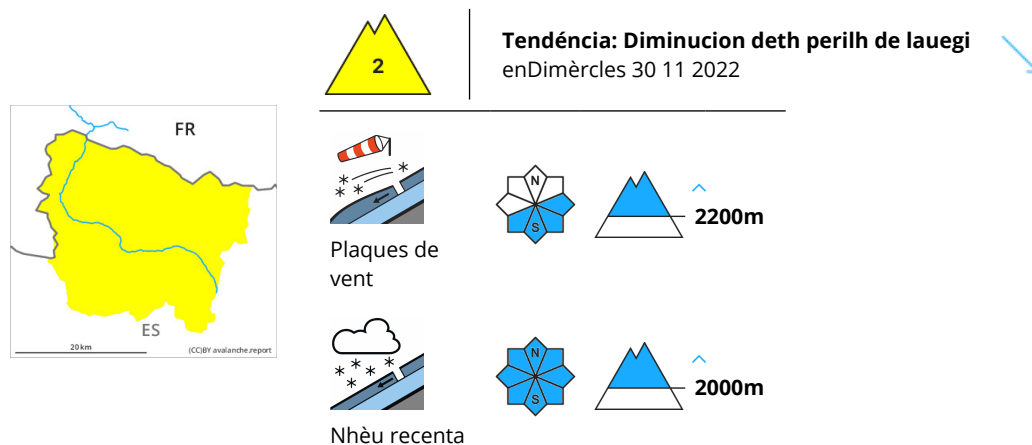 2
Tendéncia: Diminucion deth perilh de lauegi
enDimèrcles 30 11 2022
FR
ES
20 km
(CC)BY avalanche.report
N
S
2200m
Plaques de
vent
N
S
2000m
Nhèu recenta